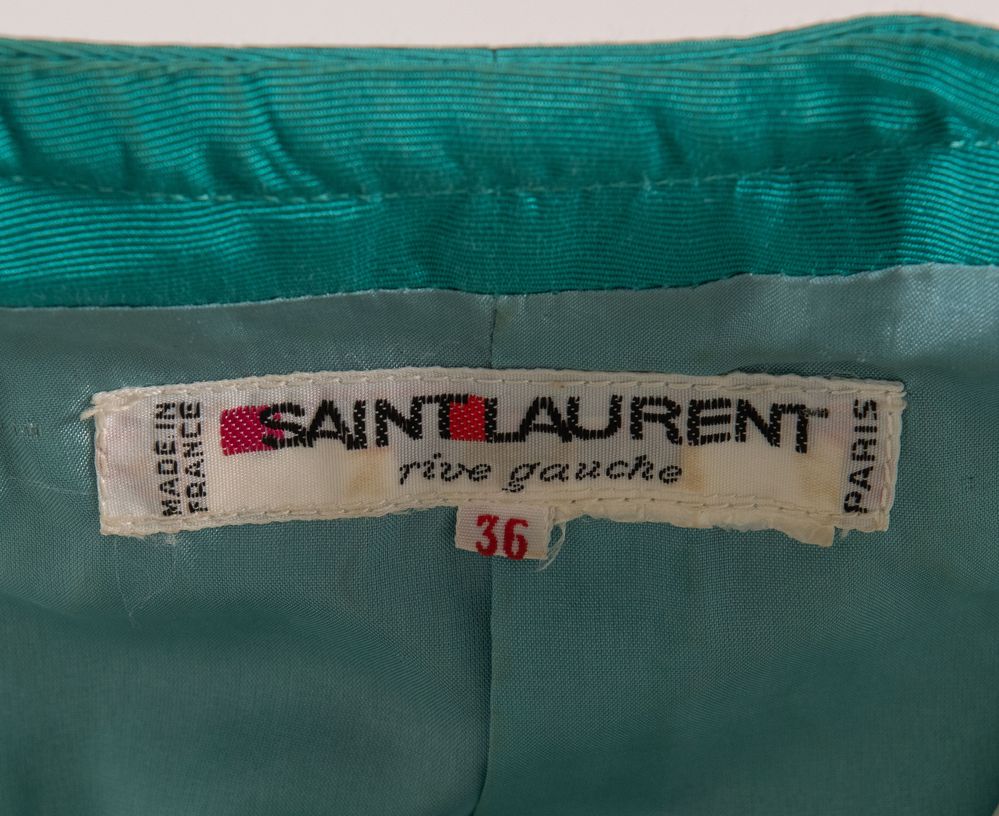 MADE IN
FRANCE
SAINT LAURENT
rive gauche
PARIS
36